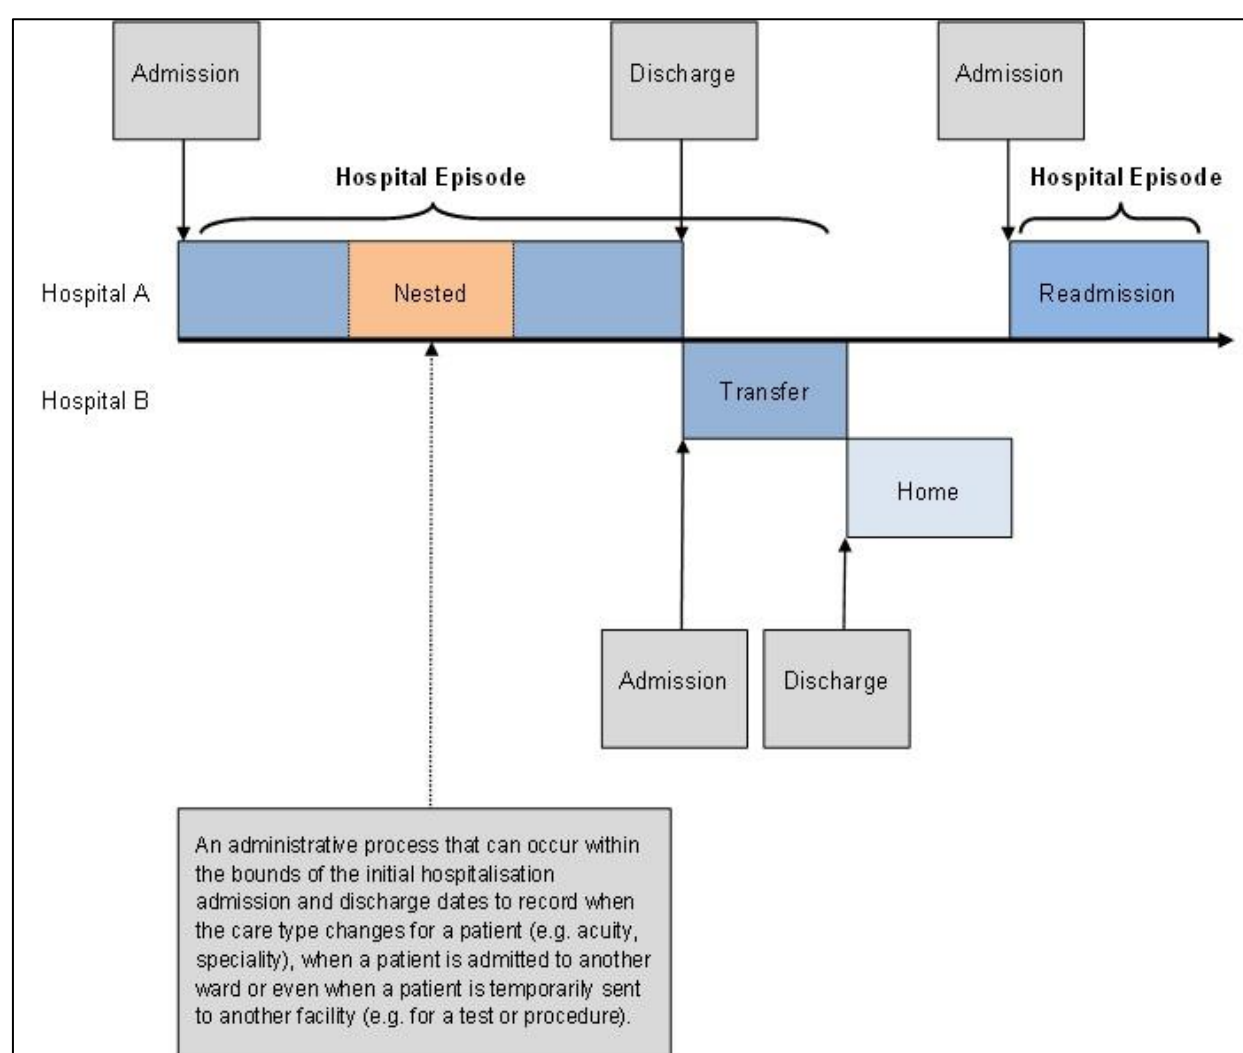 Admission
Discharge
Admission
Hospital Episode
Hospital Episode
Hospital A
Nested
Readmission
Hospital B
Transfer
Home
Admission
Discharge
An administrative process that can occur within
the bounds of the initial hospitalisation
admission and discharge dates to record when
the care type changes for a patient (e.g. acuity,
speciality), when a patient is admitted to another
ward or even when a patient is temporarily sent
to another facility (e.g. for a test or procedure).